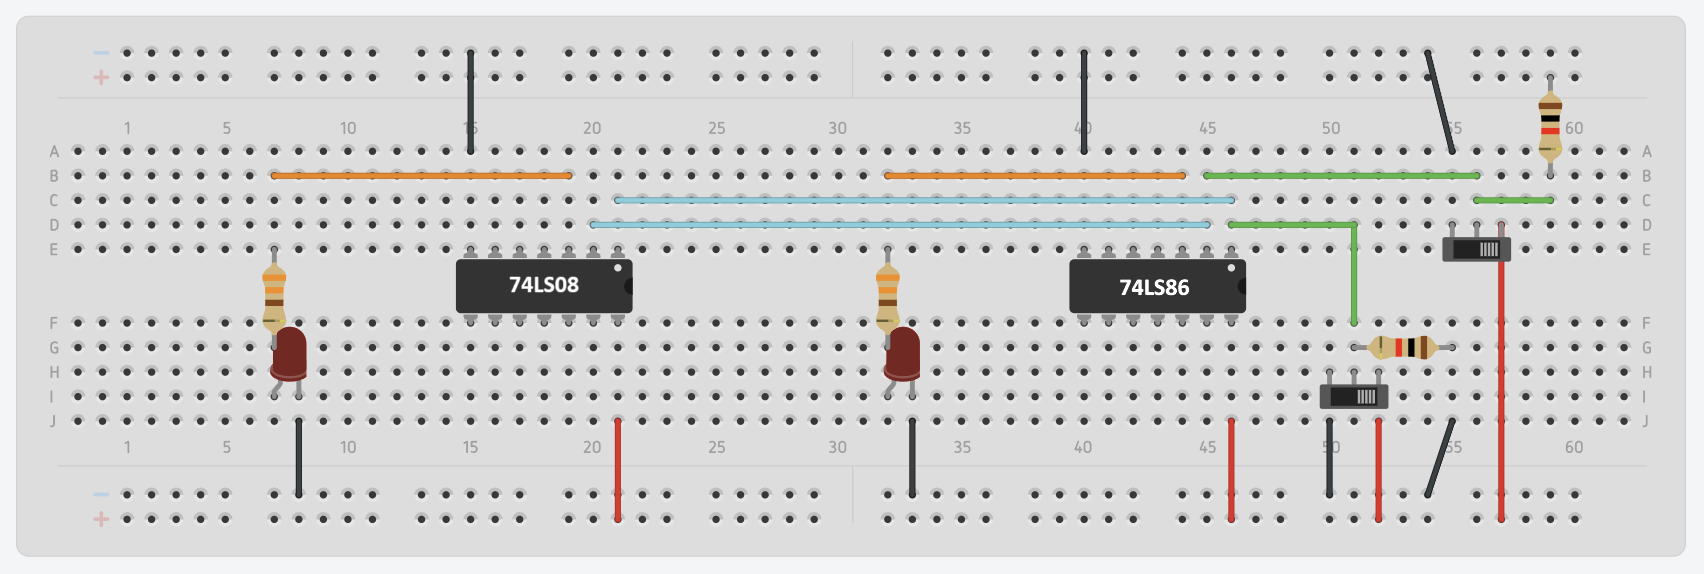 − −
+ +
1 5 10 15 20 25 30 35 40 45 50 55 60
A A
B B
C C
D D
E E
74LS08 74LS86
F F
G G
H H
I I
J J
1 5 10 15 20 25 30 35 40 45 50 55 60
−
+